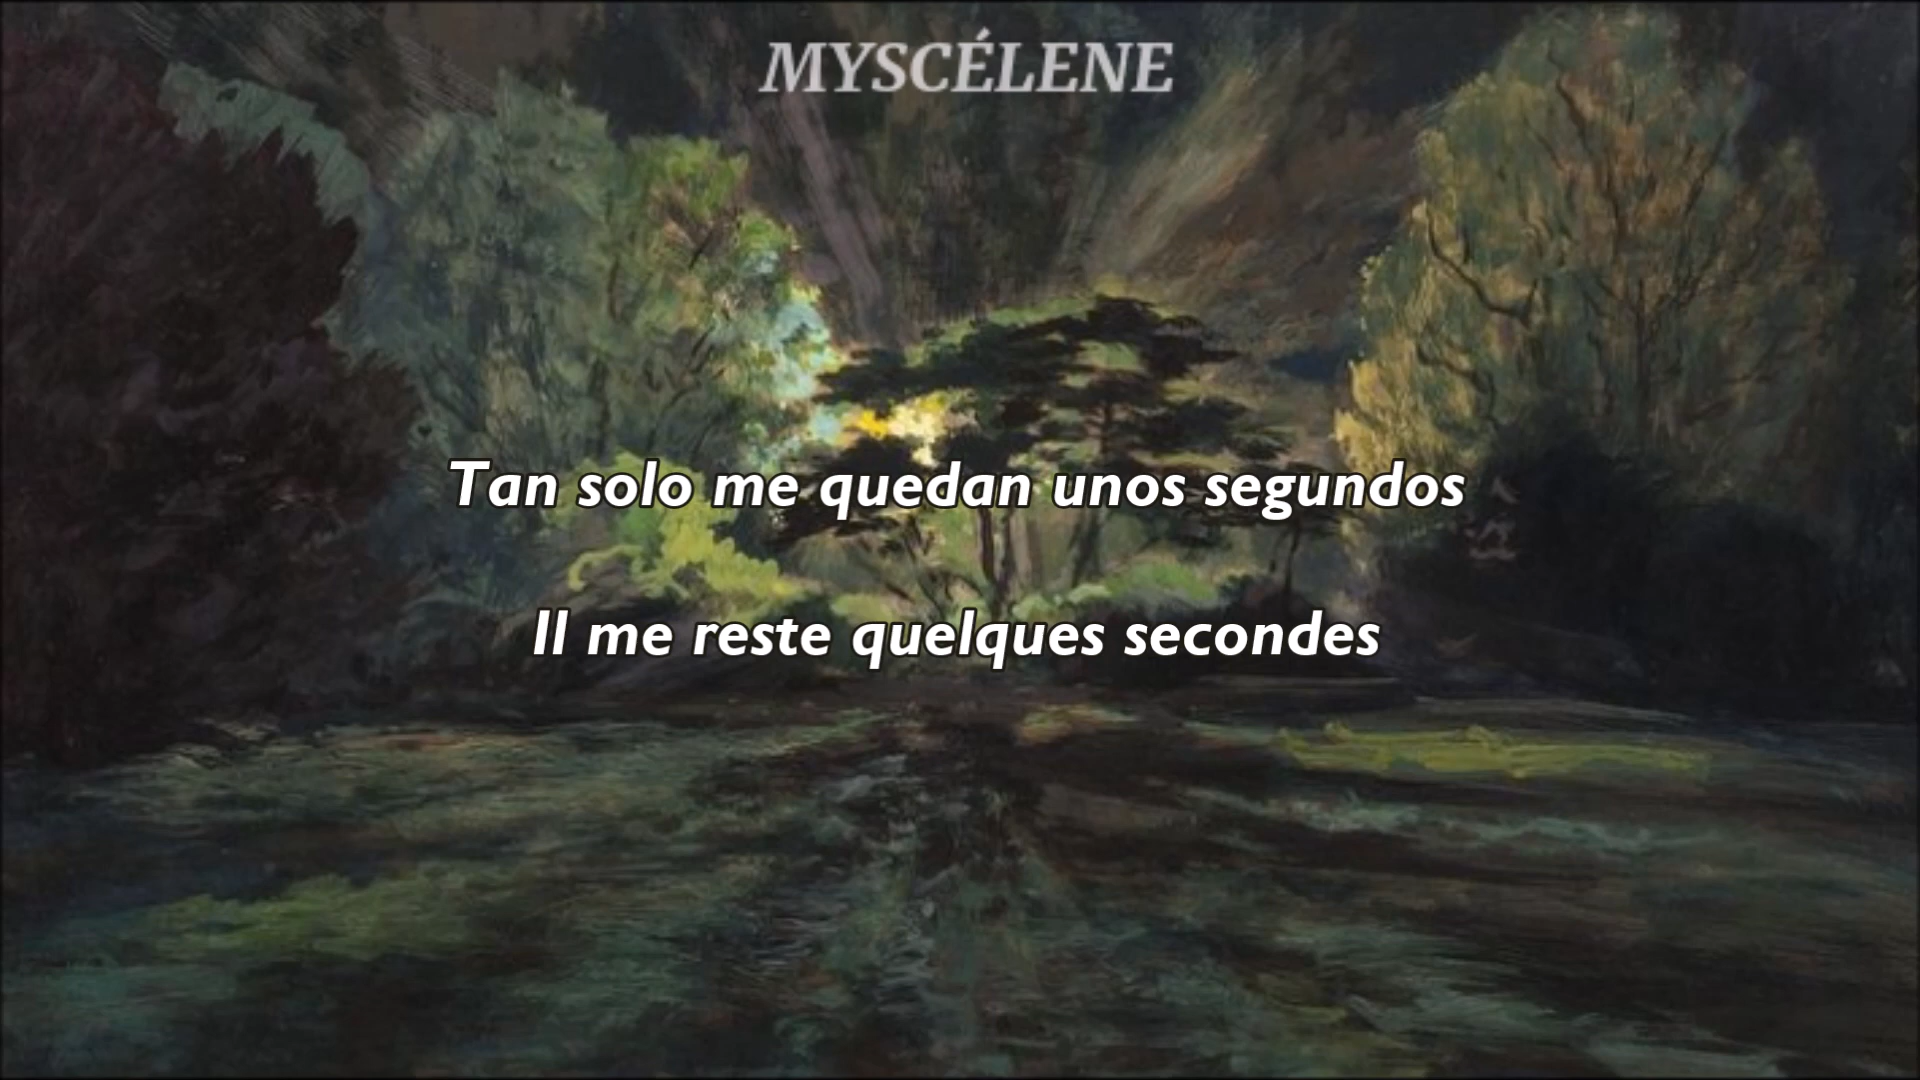 MYSCÉLENE
Tan solo me quedan unos segundos
Il me reste quelques secondes